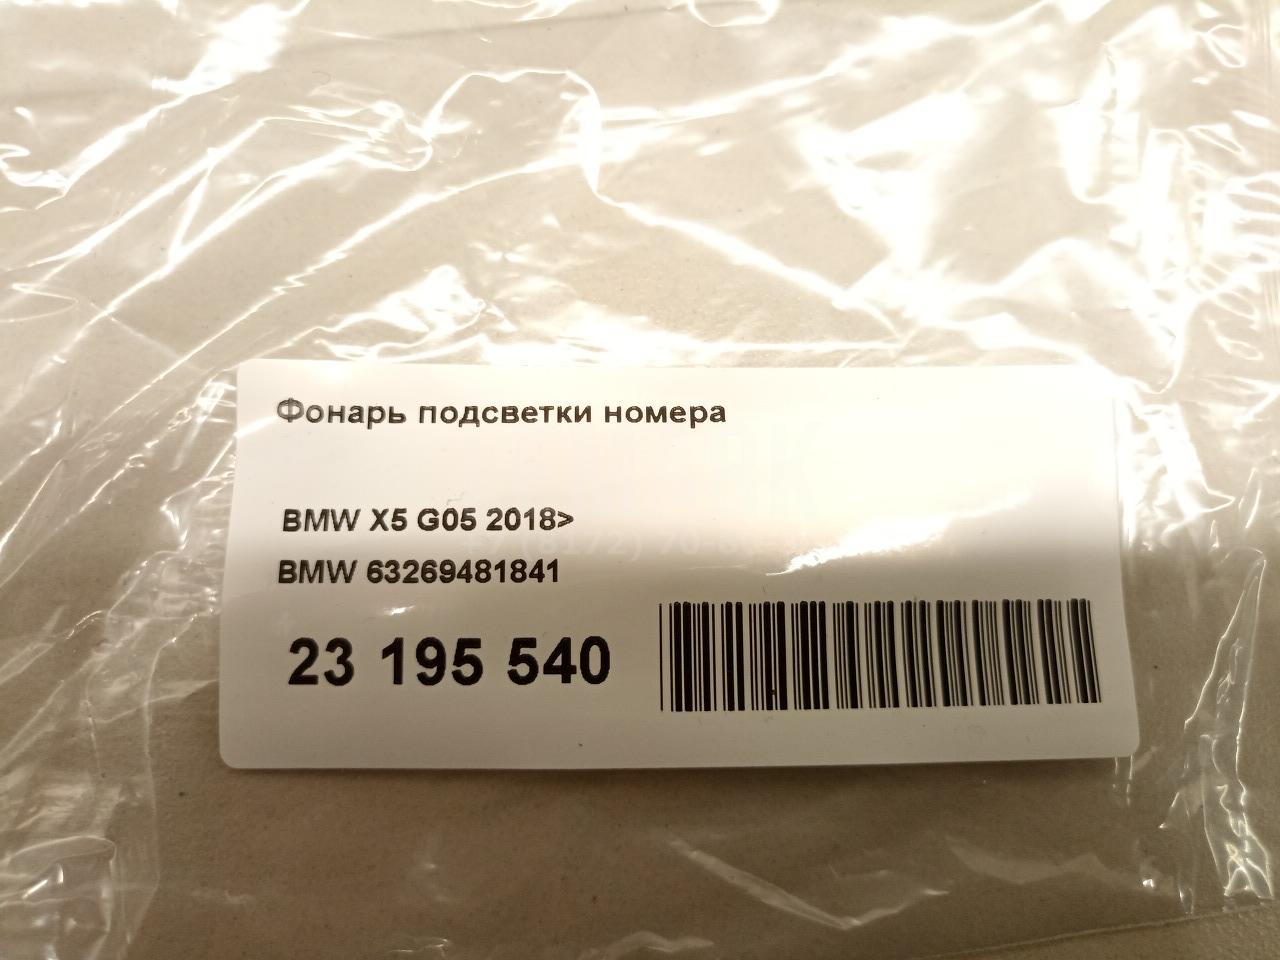 Фонарь подсветки номера
BMW X5 G05 2018>
BMW 63269481841
23 195 540